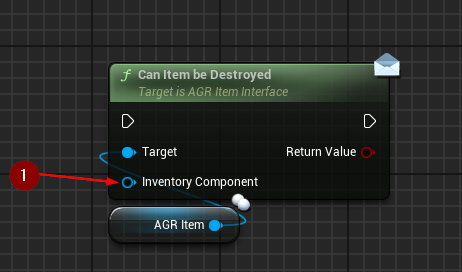 f Can Item be Destroyed
Target is AGR Item Interface
Target
Return Value
1
Inventory Component
AGR Item